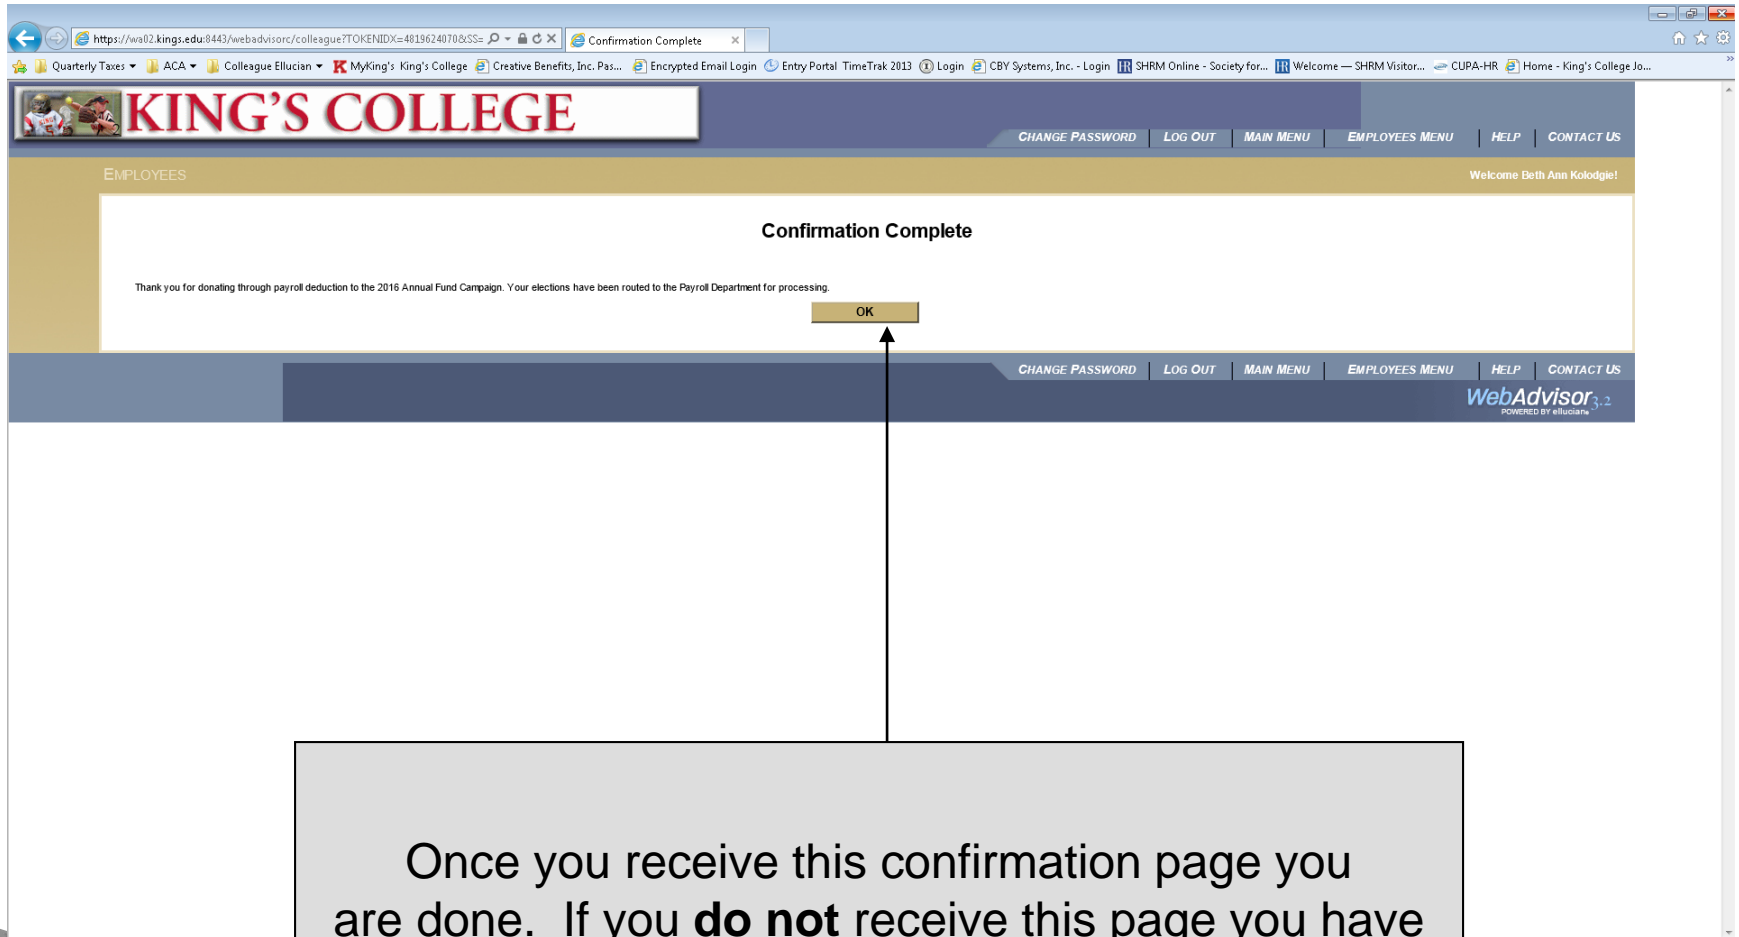 https://wa02.kings.edu:8443/webadvisorc/colleague?TOKENIDX=4819624070&SS=
Confirmation Complete
Quarterly Taxes
ACA
Colleague Ellucian
MyKing's King's College
Creative Benefits, Inc. Pas...
Encrypted Email Login
Entry Portal TimeTrak 2013
Login
CBY Systems, Inc. - Login
SHRM Online - Society for...
Welcome — SHRM Visitor...
CUPA-HR
Home - King's College Jo...
KING'S COLLEGE
CHANGE PASSWORD LOG OUT MAIN MENU EMPLOYEES MENU HELP CONTACT US
EMPLOYEES
Welcome Beth Ann Kolodgie!
Confirmation Complete
Thank you for donating through payroll deduction to the 2016 Annual Fund Campaign. Your elections have been routed to the Payroll Department for processing.
OK
CHANGE PASSWORD LOG OUT MAIN MENU EMPLOYEES MENU HELP CONTACT US
WebAdvisor 3.2
POWERED BY ellucian
Once you receive this confirmation page you
are done. If you do not receive this page you have